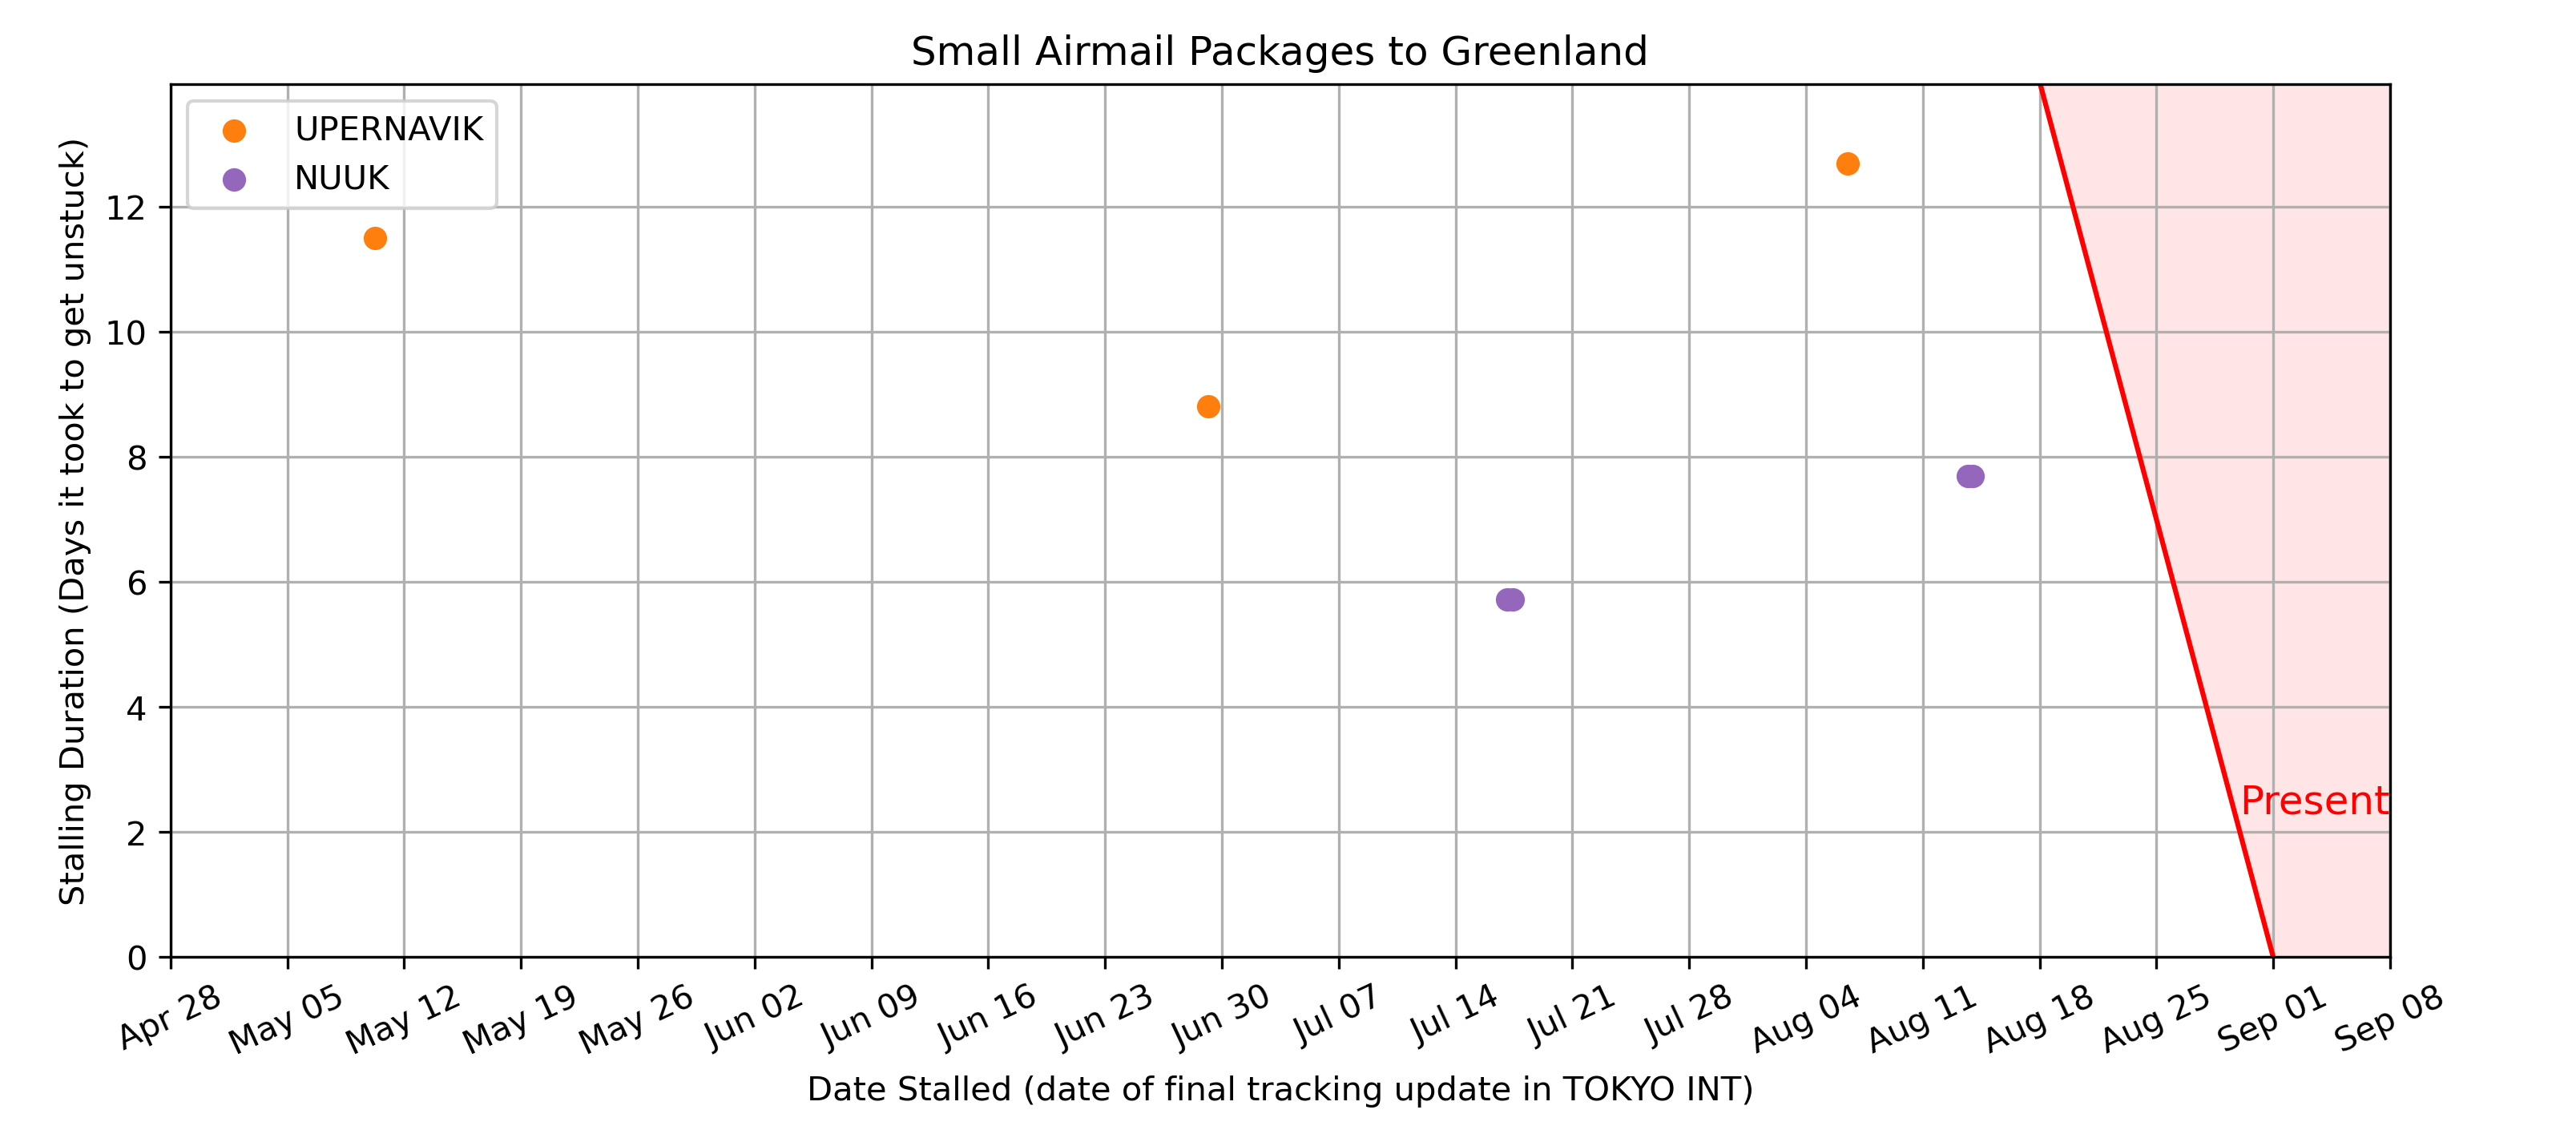 Small Airmail Packages to Greenland
UPERNAVIK
NUUK
Stalling Duration (Days it took to get unstuck)
12
10
8
6
4
2
0
Present
Apr 28
May 05
May 12
May 19
May 26
Jun 02
Jun 09
Jun 16
Jun 23
Jun 30
Jul 07
Jul 14
Jul 21
Jul 28
Aug 04
Aug 11
Aug 18
Aug 25
Sep 01
Sep 08
Date Stalled (date of final tracking update in TOKYO INT)